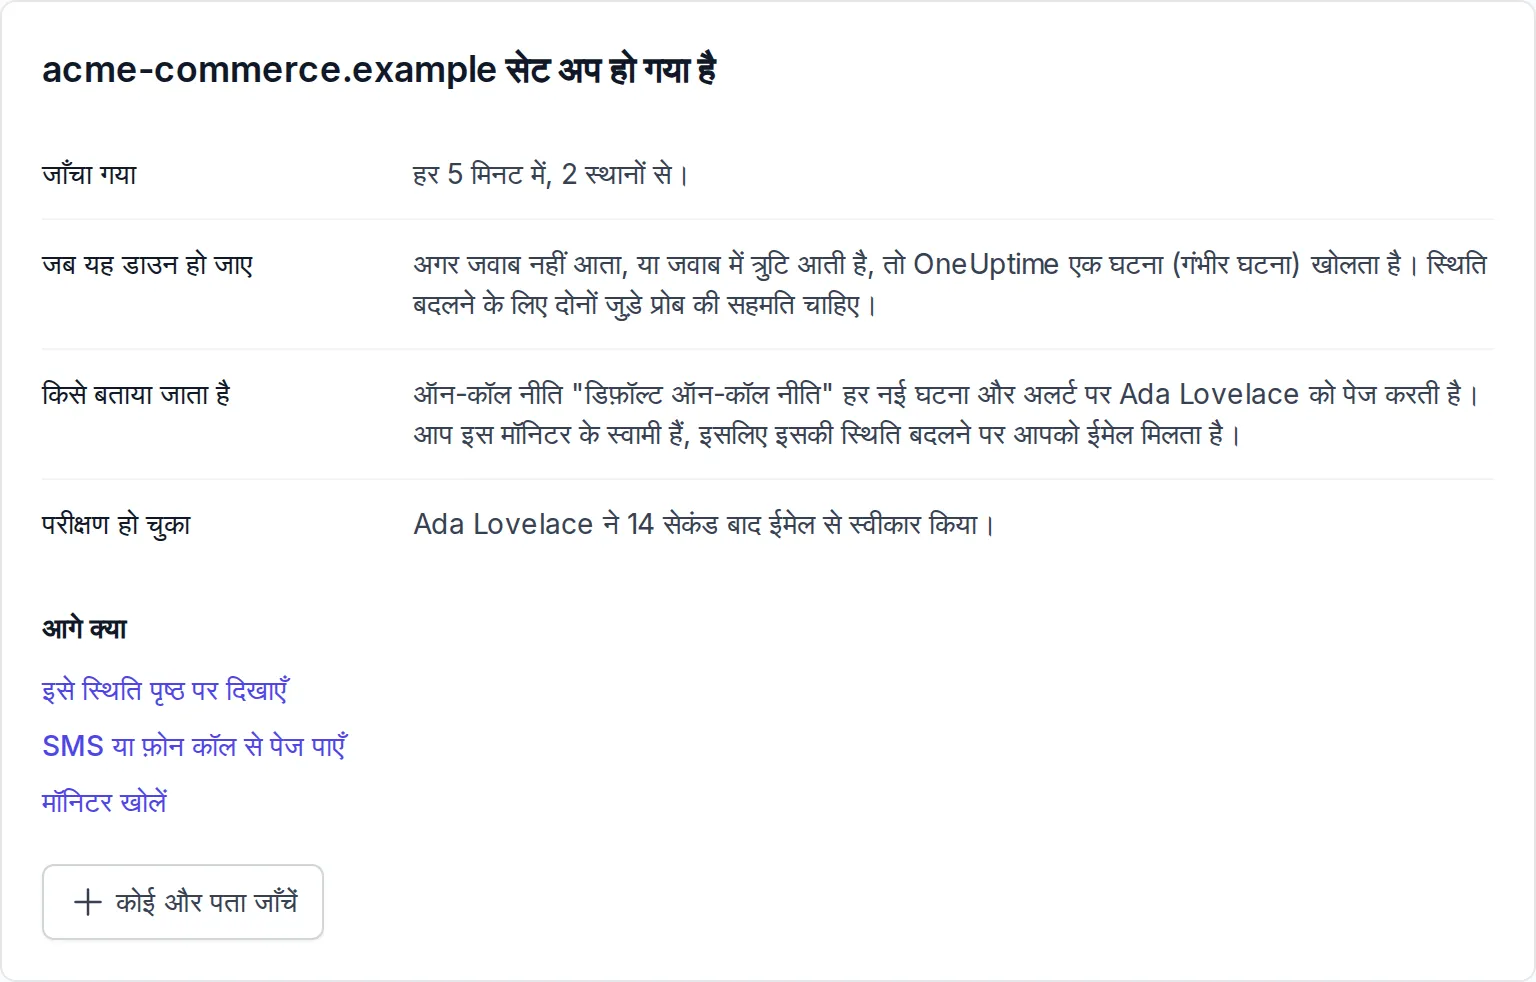 acme-commerce.example सेट अप हो गया है
जाँचा गया
हर 5 मिनट में, 2 स्थानों से।
जब यह डाउन हो जाए
अगर जवाब नहीं आता, या जवाब में त्रुटि आती है, तो OneUptime एक घटना (गंभीर घटना) खोलता है। स्थिति
बदलने के लिए दोनों जुड़े प्रोब की सहमति चाहिए।
किसे बताया जाता है
ऑन-कॉल नीति "डिफ़ॉल्ट ऑन-कॉल नीति" हर नई घटना और अलर्ट पर Ada Lovelace को पेज करती है।
आप इस मॉनिटर के स्वामी हैं, इसलिए इसकी स्थिति बदलने पर आपको ईमेल मिलता है।
परीक्षण हो चुका
Ada Lovelace ने 14 सेकंड बाद ईमेल से स्वीकार किया।
आगे क्या
इसे स्थिति पृष्ठ पर दिखाएँ
SMS या फ़ोन कॉल से पेज पाएँ
मॉनिटर खोलें
कोई और पता जाँचें